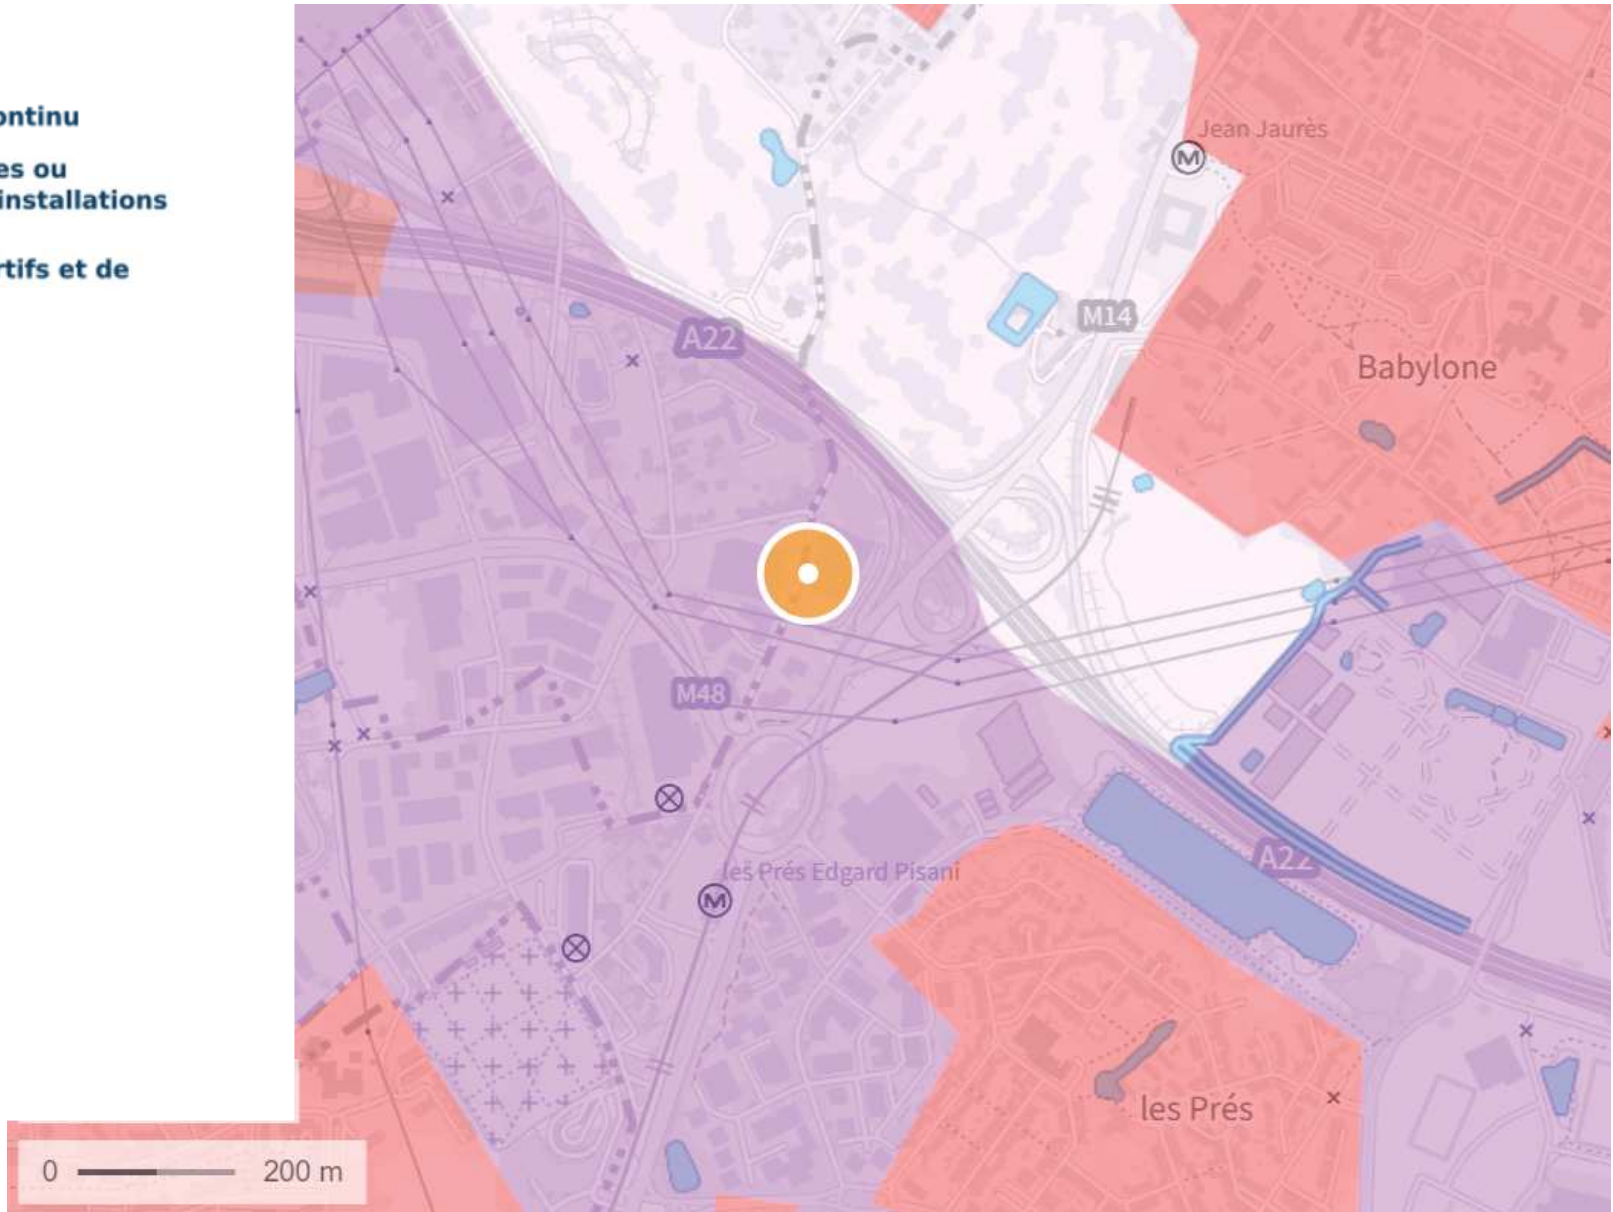 ontinu
es ou
installations
rtifs et de
Jean Jaurès
M
M14
A22
Babylone
M48
les Prés Edgard Pisani
M
A22
les Prés
0 200 m